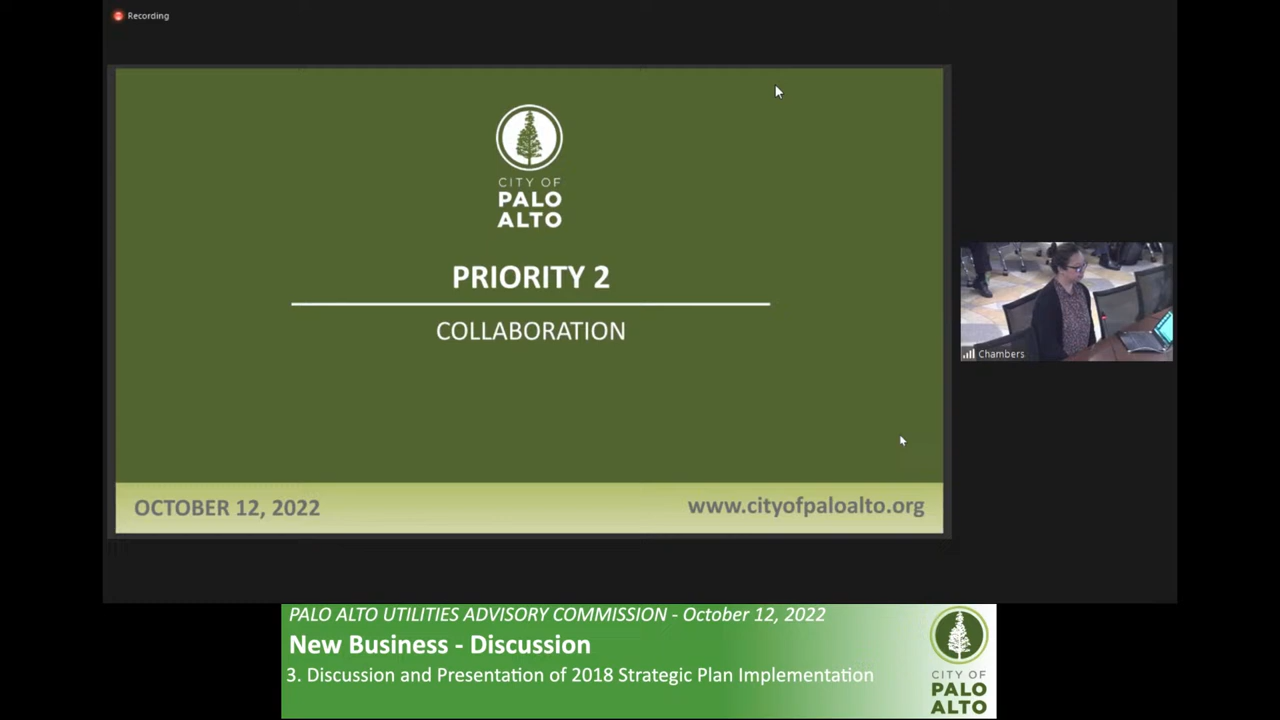 Recording
CITY OF
PALO
ALTO
PRIORITY 2
COLLABORATION
OCTOBER 12, 2022
www.cityofpaloalto.org
Chambers
PALO ALTO UTILITIES ADVISORY COMMISSION - October 12, 2022
New Business - Discussion
3. Discussion and Presentation of 2018 Strategic Plan Implementation
CITY OF
PALO
ALTO